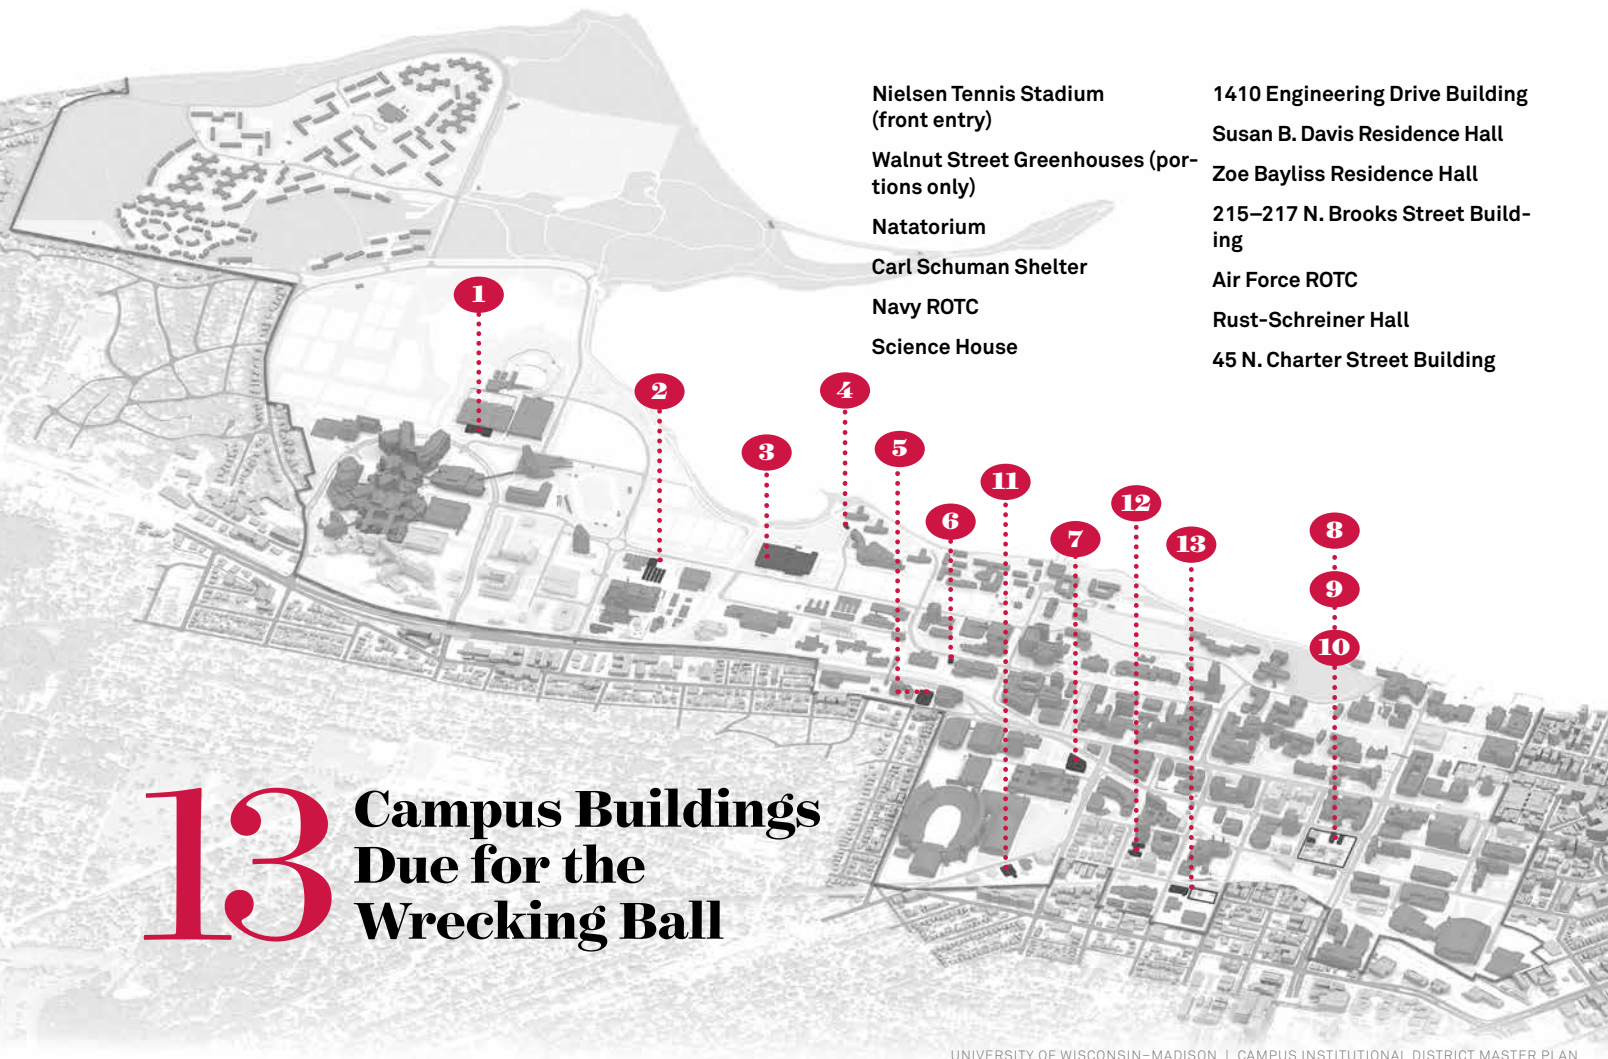 Nielsen Tennis Stadium
(front entry)
Walnut Street Greenhouses (por-
tions only)
Natatorium
Carl Schuman Shelter
Navy ROTC
Science House
1410 Engineering Drive Building
Susan B. Davis Residence Hall
Zoe Bayliss Residence Hall
215–217 N. Brooks Street Build-
ing
Air Force ROTC
Rust-Schreiner Hall
45 N. Charter Street Building
1
2
4
3
5
11
6
12
7
13
8
9
10
13
Campus Buildings
Due for the
Wrecking Ball
UNIVERSITY OF WISCONSIN–MADISON | CAMPUS INSTITUTIONAL DISTRICT MASTER PLAN